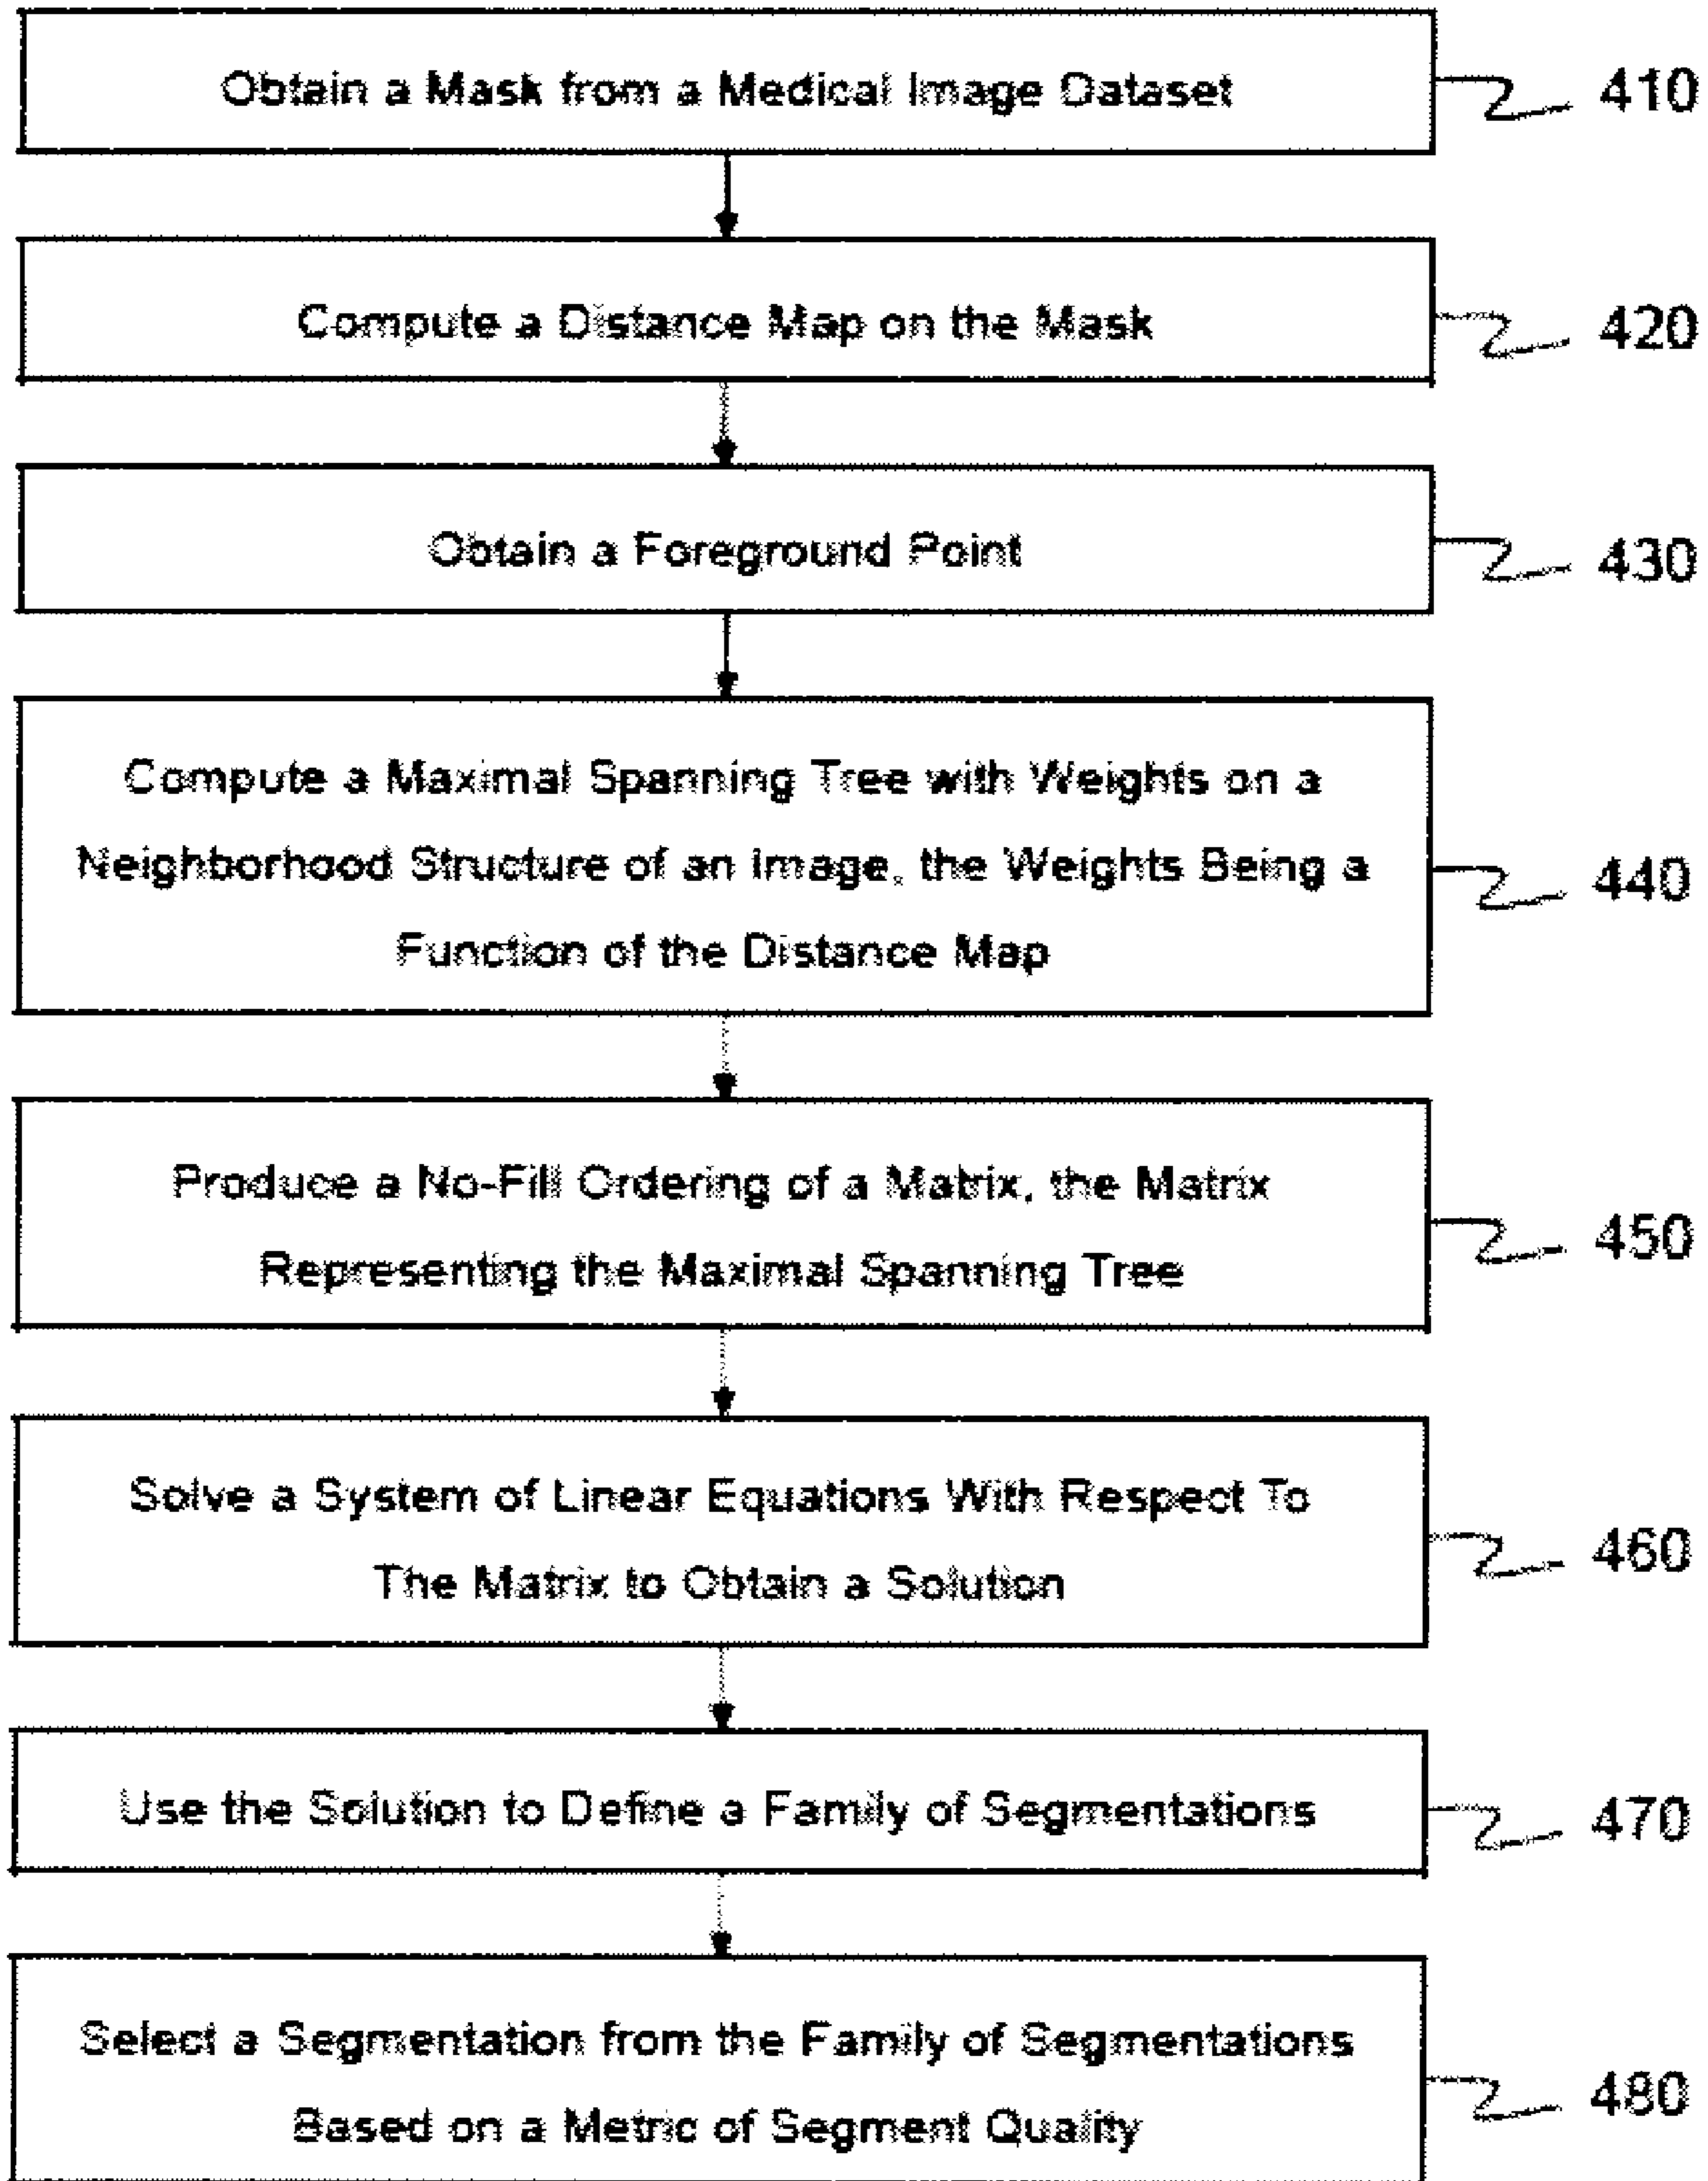 Obtain a Mask from a Medical Image Dataset
410
Compute a Distance Map on the Mask
420
Obtain a Foreground Point
430
Compute a Maximal Spanning Tree with Weights on a
Neighborhood Structure of an Image, the Weights Being a
Function of the Distance Map
440
Produce a No-Fill Ordering of a Matrix, the Matrix
Representing the Maximal Spanning Tree
450
Solve a System of Linear Equations With Respect To
The Matrix to Obtain a Solution
460
Use the Solution to Define a Family of Segmentations
470
Select a Segmentation from the Family of Segmentations
Based on a Metric of Segment Quality
480